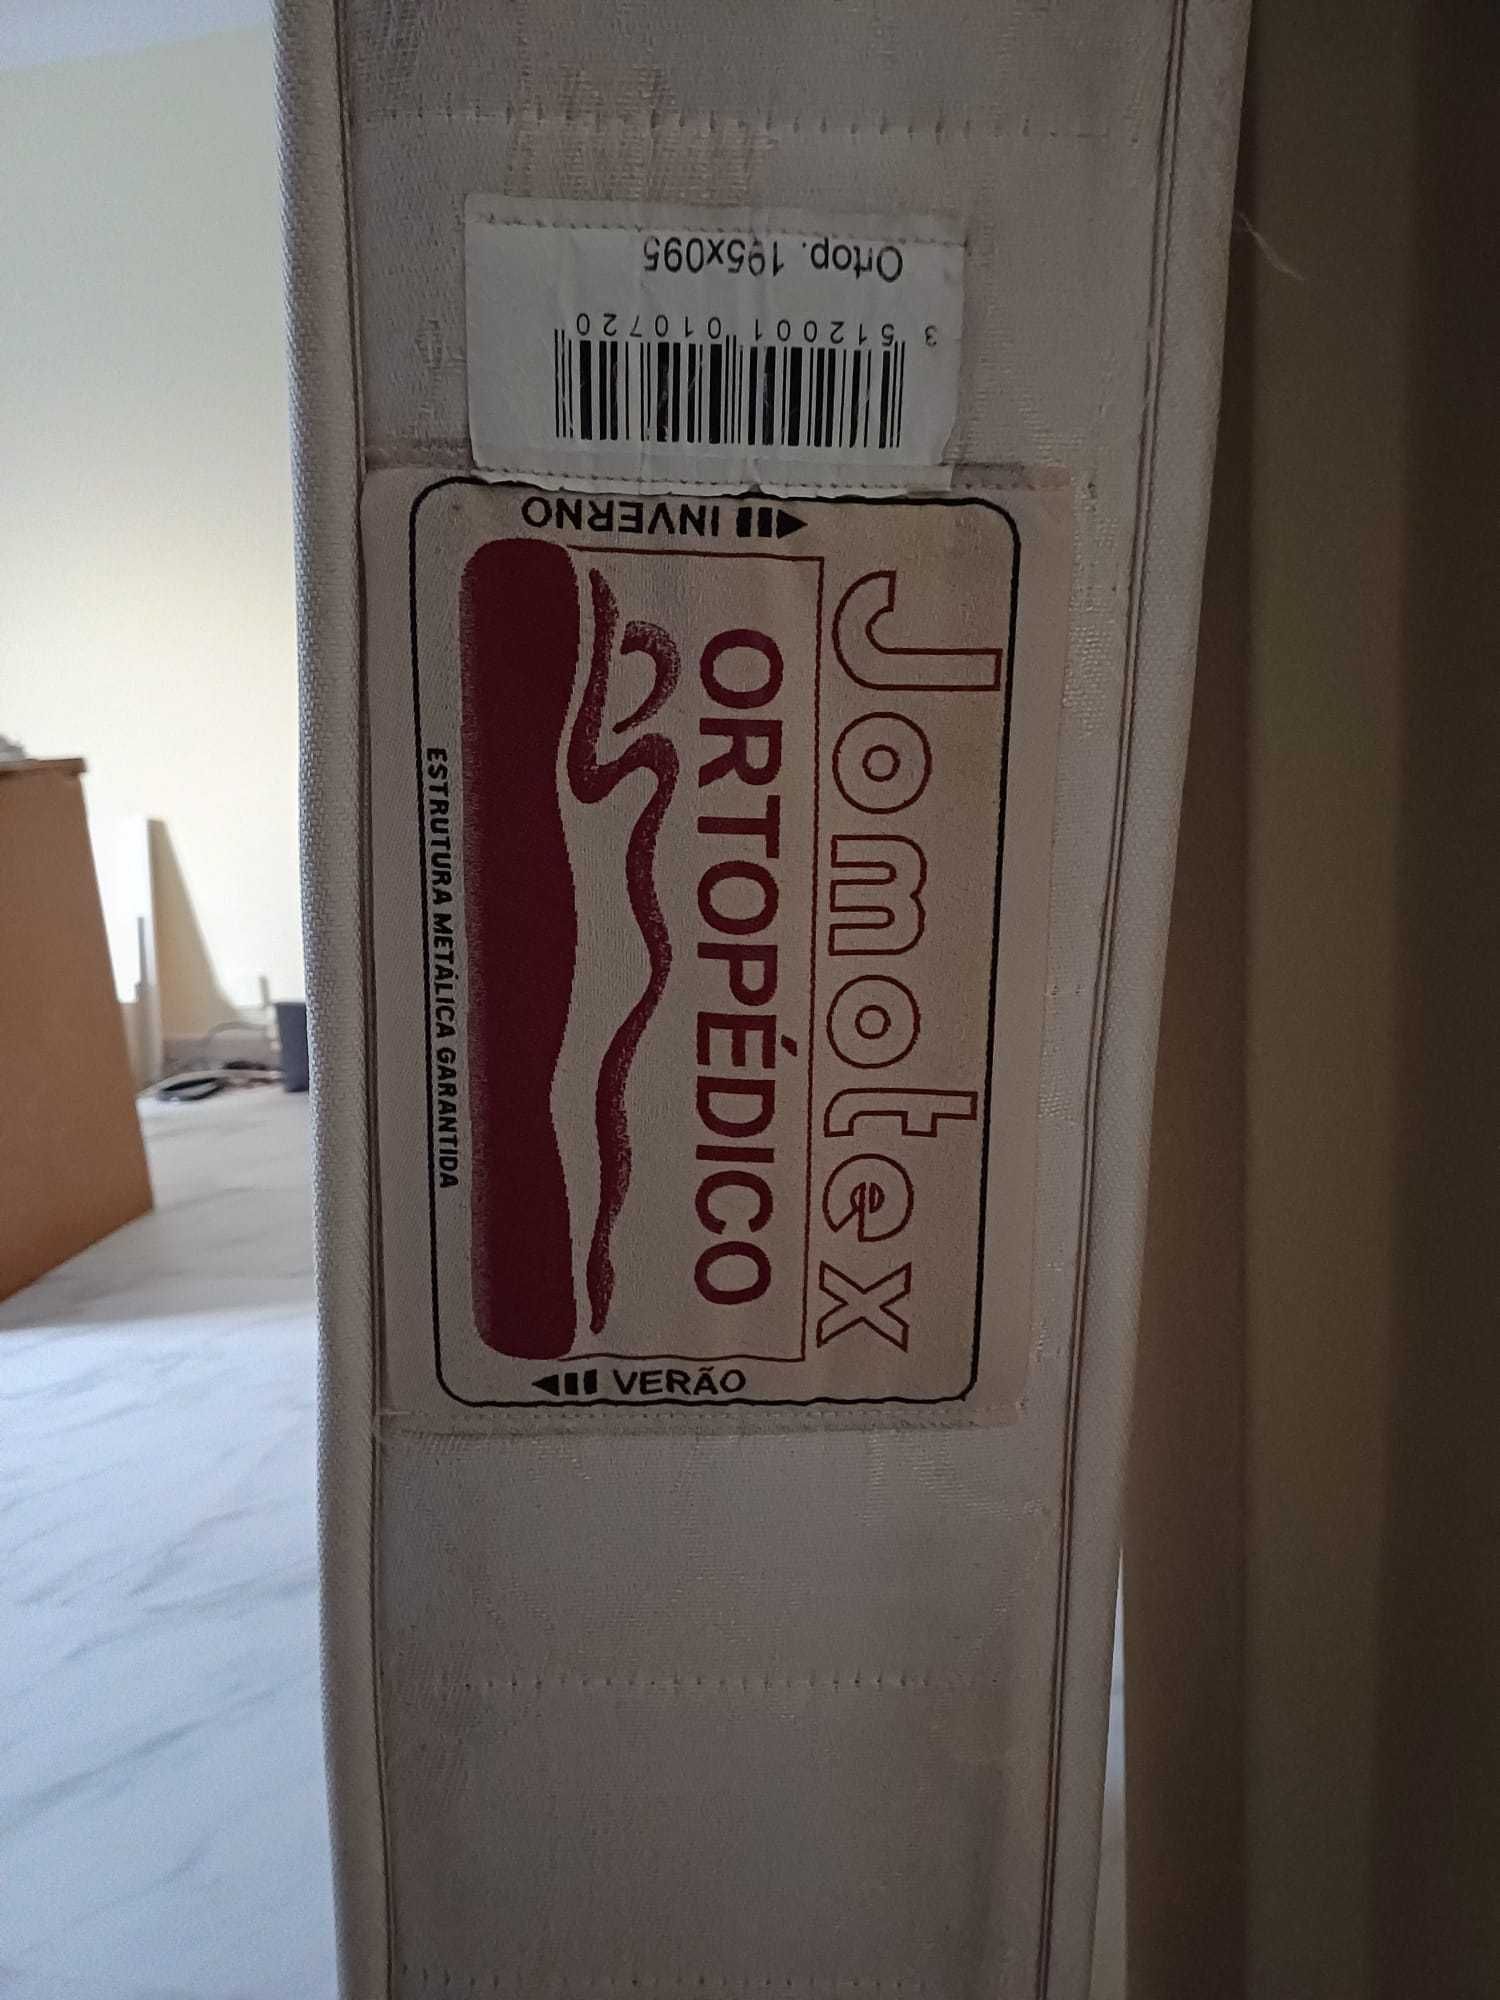 Ortop. 195x095
3 512001 010720
INVERNO
Jomotex
ORTOPÉDICO
ESTRUTURA METÁLICA GARANTIDA
VERÃO